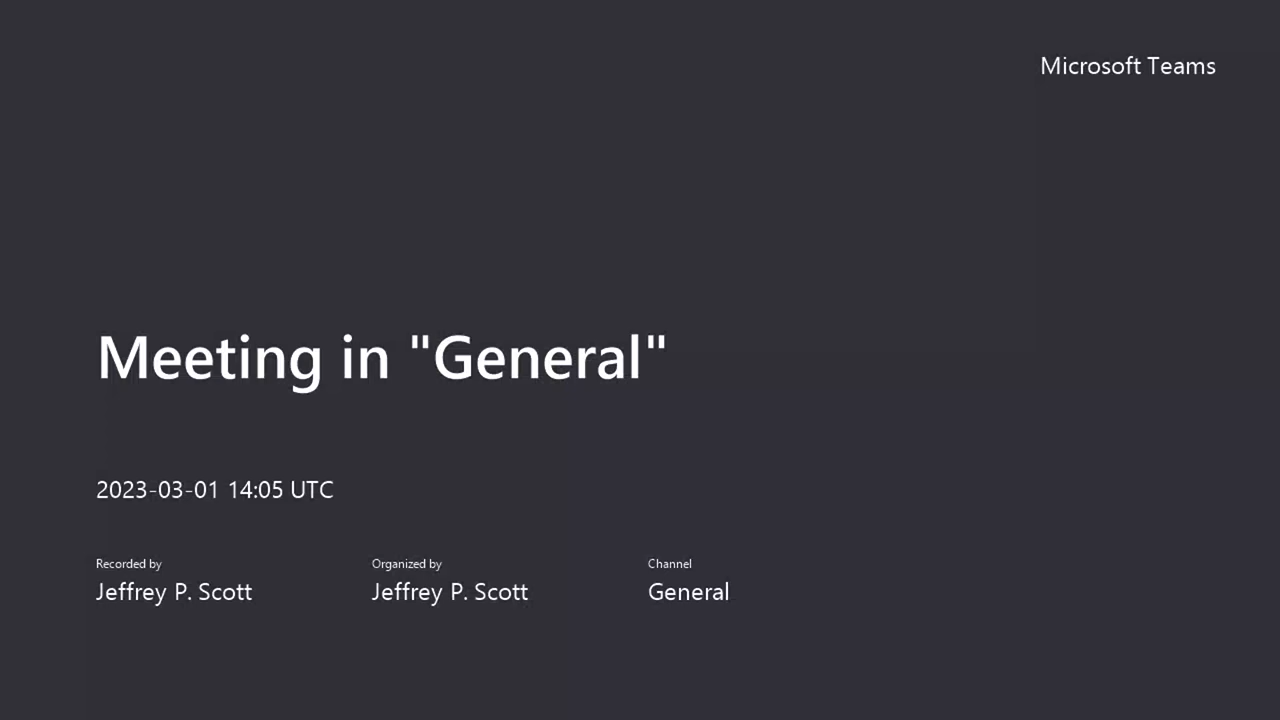 Microsoft Teams
Meeting in "General"
2023-03-01 14:05 UTC
Recorded by
Jeffrey P. Scott
Organized by
Jeffrey P. Scott
Channel
General